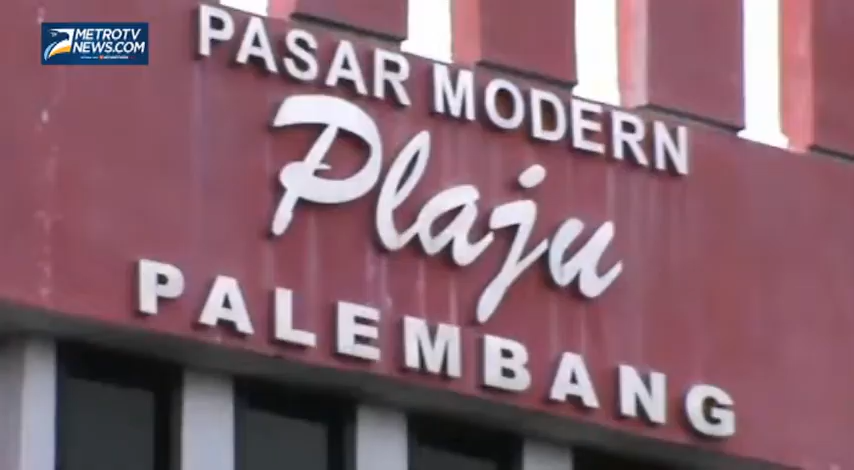 METROTV
NEWS.COM
PASAR MODERN
Plaju
PALEMBANG